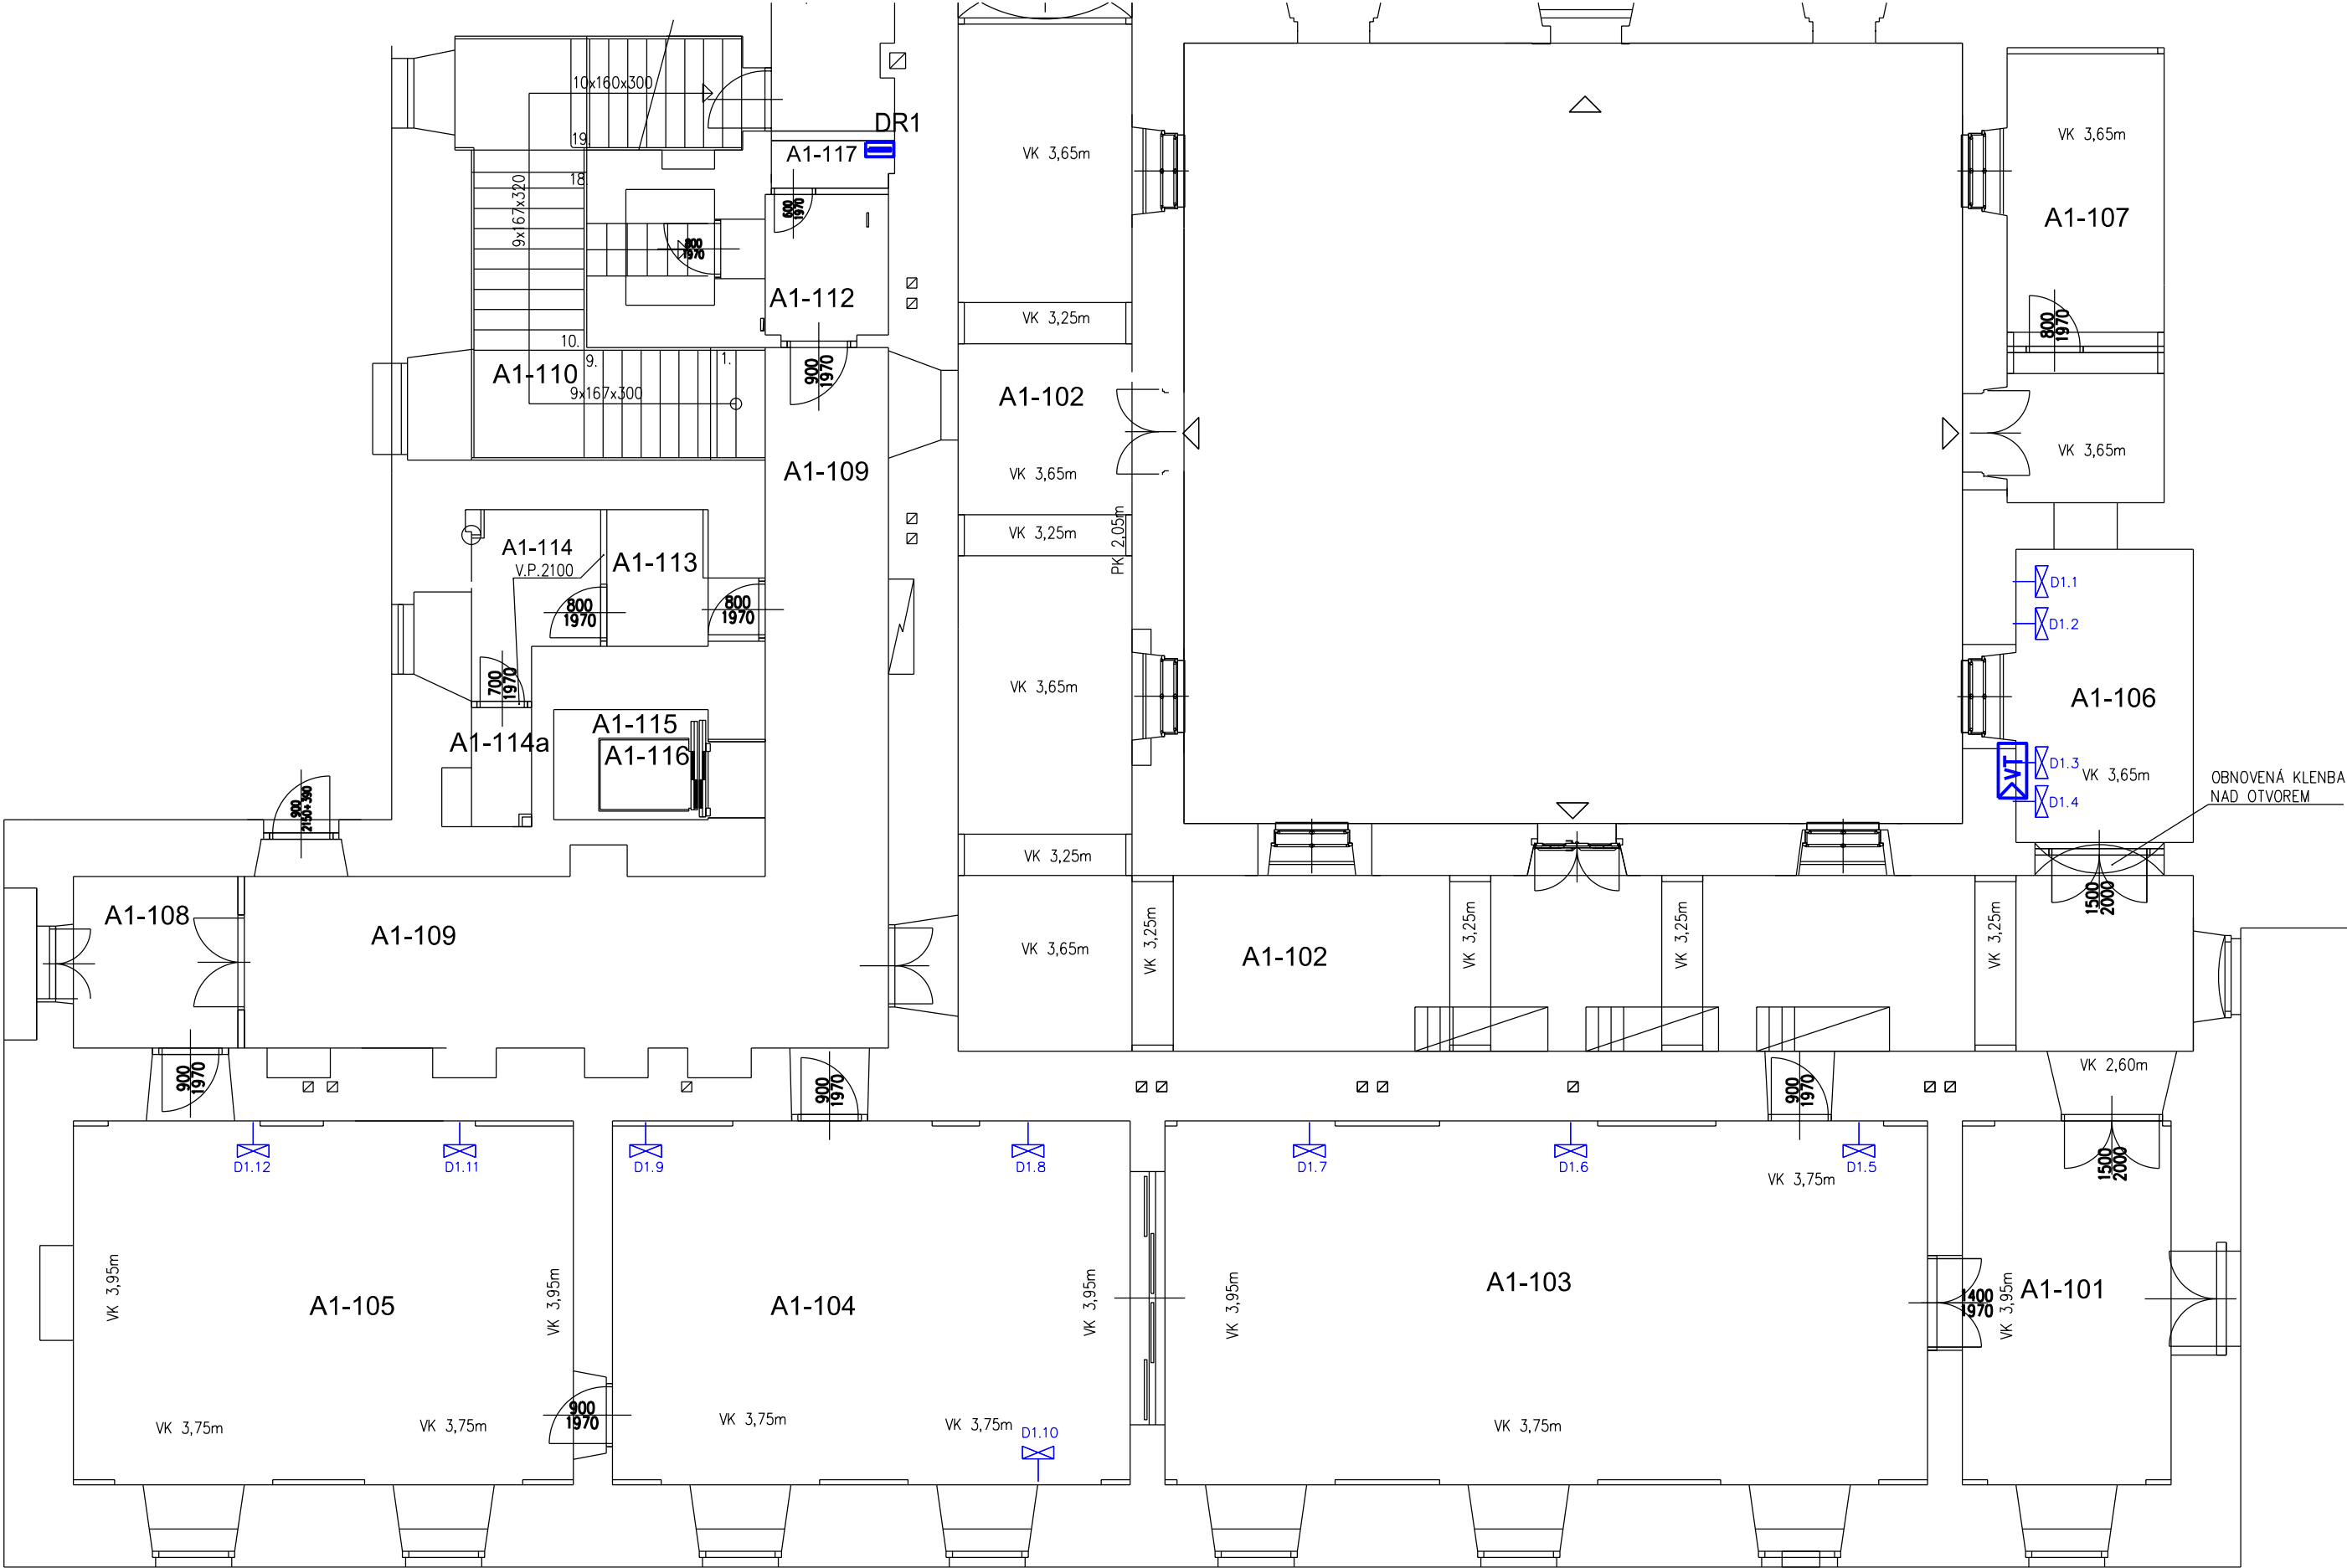 10x160x300
DR1
19.
A1-117
VK 3,65m
VK 3,65m
18.
9x167x320
600
1970
A1-107
800
1970
A1-112
VK 3,25m
800
1970
10.
9.
1.
A1-110
900
1970
9x167x300
A1-102
VK 3,65m
A1-109
VK 3,65m
VK 3,25m
PK 2,05m
A1-114
V.P.2100
A1-113
D1.1
800
1970
800
1970
D1.2
700
1970
VK 3,65m
A1-106
A1-115
A1-114a
A1-116
VT
D1.3
VK 3,65m
D1.4
OBNOVENÁ KLENBA
NAD OTVOREM
900
2150+390
VK 3,25m
1500
2000
A1-108
A1-109
VK 3,65m
VK 3,25m
A1-102
VK 3,25m
VK 3,25m
VK 3,25m
900
1970
900
1970
900
1970
VK 2,60m
D1.12
D1.11
D1.9
D1.8
D1.7
D1.6
D1.5
1500
2000
VK 3,75m
VK 3,95m
A1-105
VK 3,95m
A1-104
VK 3,95m
VK 3,95m
A1-103
1400
1970
VK 3,95m
A1-101
900
1970
VK 3,75m
VK 3,75m
VK 3,75m
VK 3,75m
D1.10
VK 3,75m